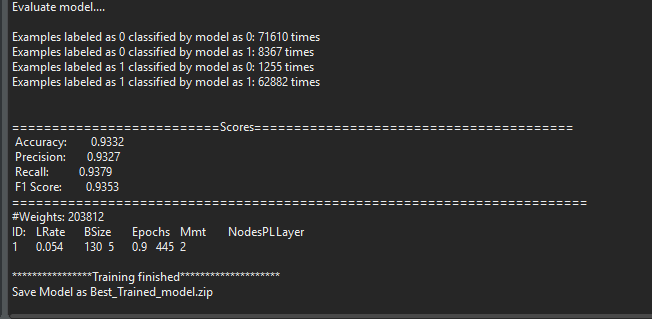 Evaluate model....
Examples labeled as 0 classified by model as 0: 71610 times
Examples labeled as 0 classified by model as 1: 8367 times
Examples labeled as 1 classified by model as 0: 1255 times
Examples labeled as 1 classified by model as 1: 62882 times
==========================Scores========================================
Accuracy: 0.9332
Precision: 0.9327
Recall: 0.9379
F1 Score: 0.9353
========================================================================
#Weights: 203812
ID: LRate BSize Epochs Mmt NodesPLLayer
1 0.054 130 5 0.9 445 2
****************Training finished********************
Save Model as Best_Trained_model.zip